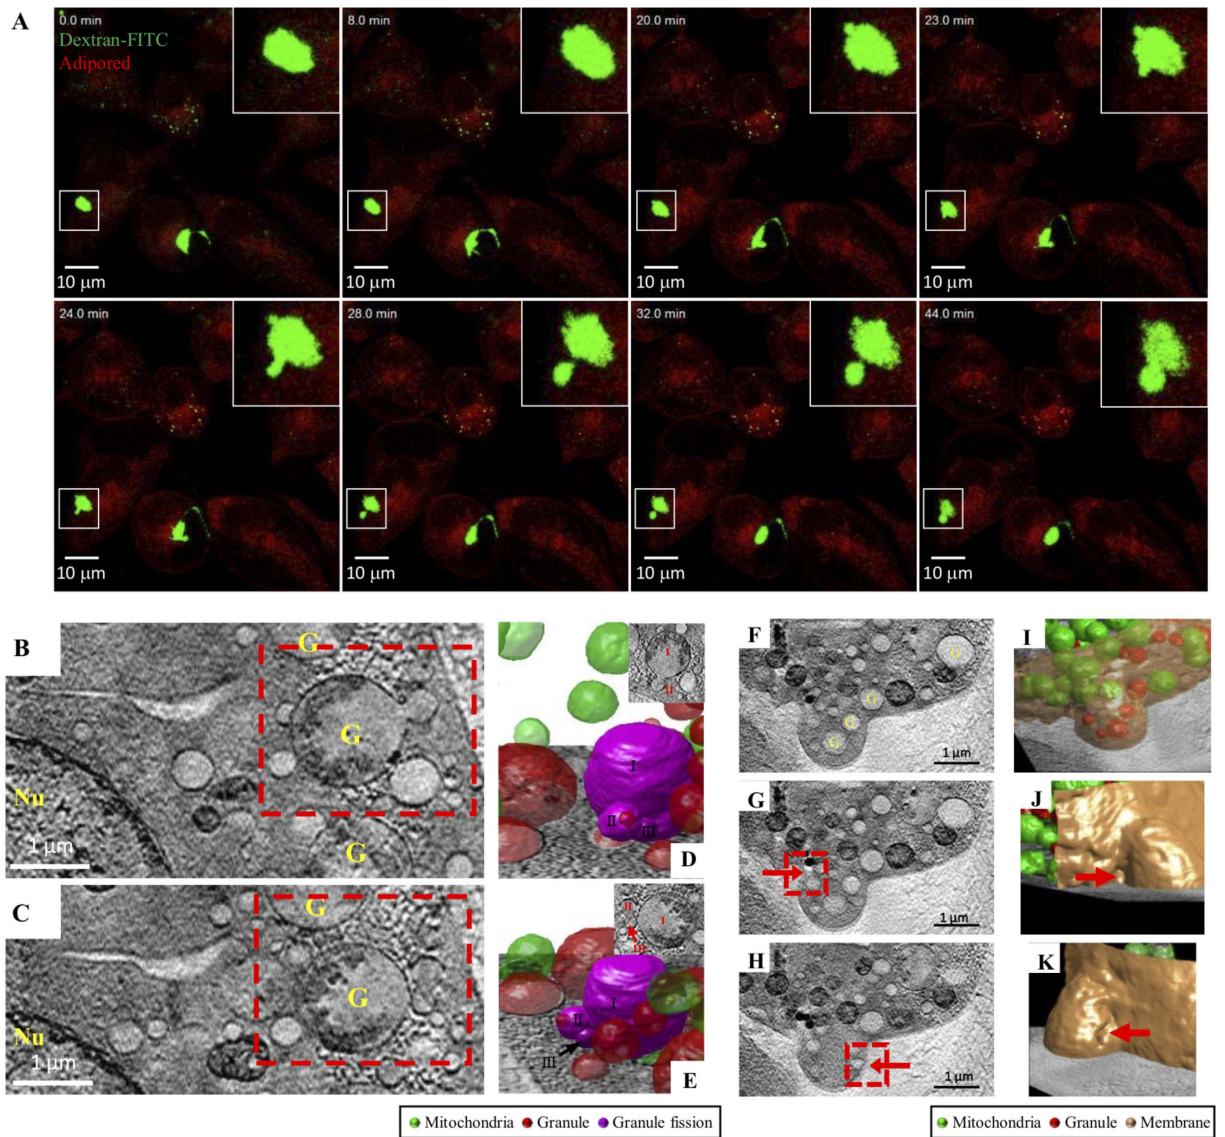 A
0.0 min
Dextran-FITC
Adipored
10 µm
8.0 min
10 µm
20.0 min
10 µm
23.0 min
10 µm
24.0 min
10 µm
28.0 min
10 µm
32.0 min
10 µm
44.0 min
10 µm
B
G
G
G
Nu
1 µm
C
G
G
Nu
1 µm
I
II
I
II
III
D
II
I
III
I
II
III
E
Mitochondria Granule Granule fission
F
G
G
G
G
1 µm
G
1 µm
H
1 µm
I
J
K
Mitochondria Granule Membrane